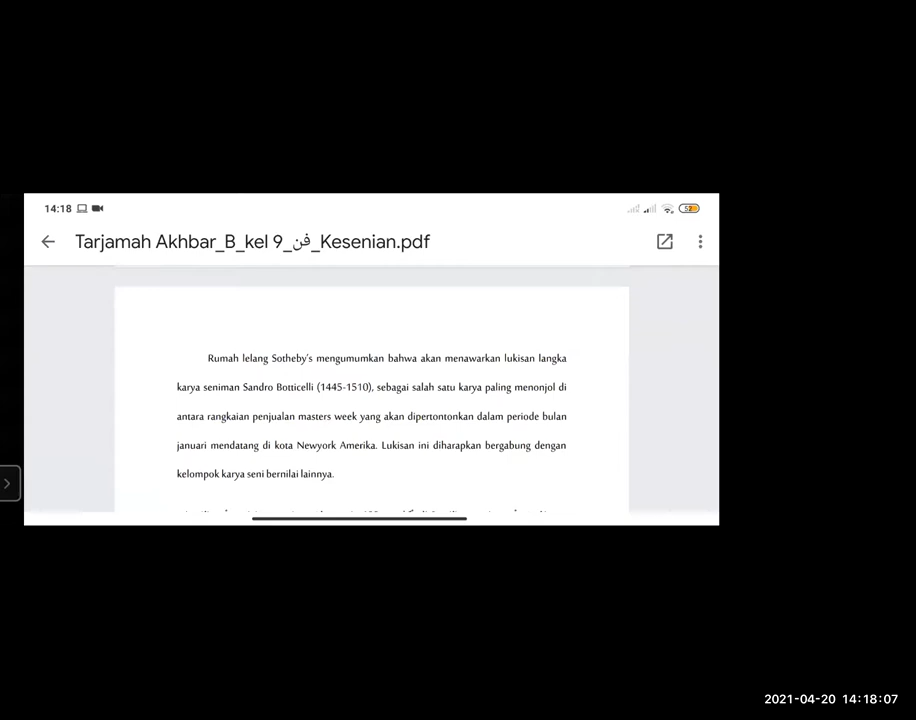 14:18
52
Tarjamah Akhbar_B_kel 9_فن_Kesenian.pdf
Rumah lelang Sotheby's mengumumkan bahwa akan menawarkan lukisan langka
karya seniman Sandro Botticelli (1445-1510), sebagai salah satu karya paling menonjol di
antara rangkaian penjualan masters week yang akan dipertontonkan dalam periode bulan
januari mendatang di kota Newyork Amerika. Lukisan ini diharapkan bergabung dengan
kelompok karya seni bernilai lainnya.
2021-04-20 14:18:07